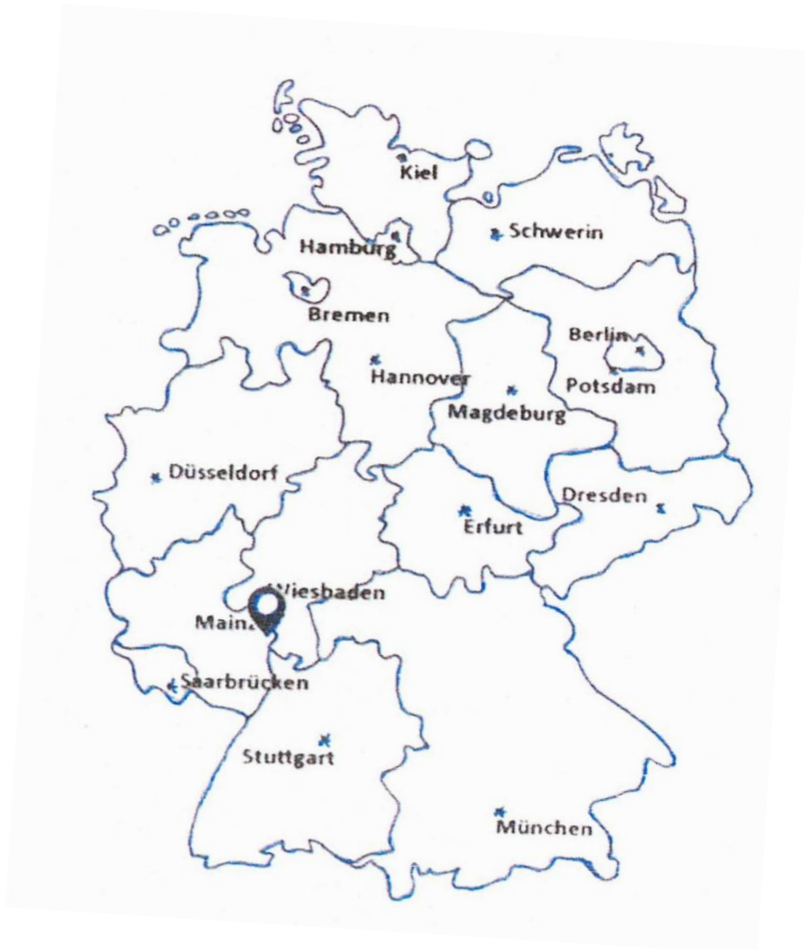 Kiel
Schwerin
Hamburg
Bremen
Berlin
Hannover
Potsdam
Magdeburg
Düsseldorf
Dresden
Erfurt
Wiesbaden
Mainz
Saarbrücken
Stuttgart
München